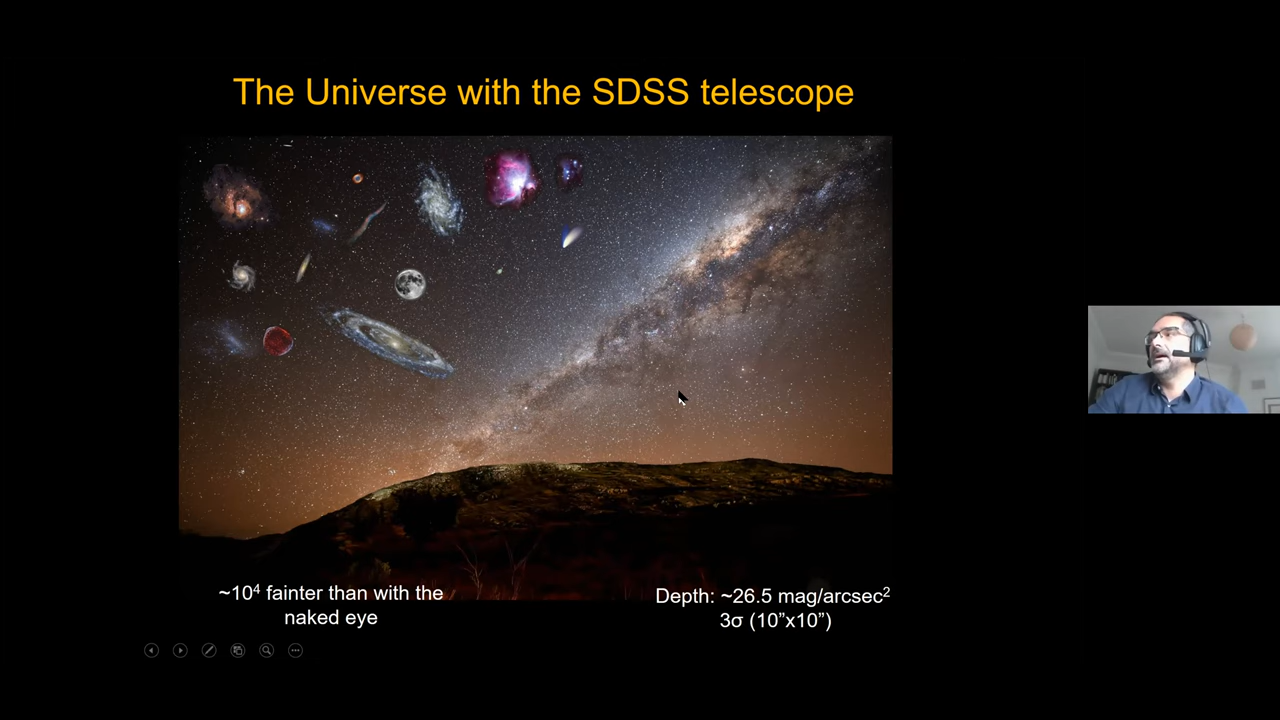 The Universe with the SDSS telescope
~10⁴ fainter than with the
naked eye
Depth: ~26.5 mag/arcsec²
3σ (10”x10”)